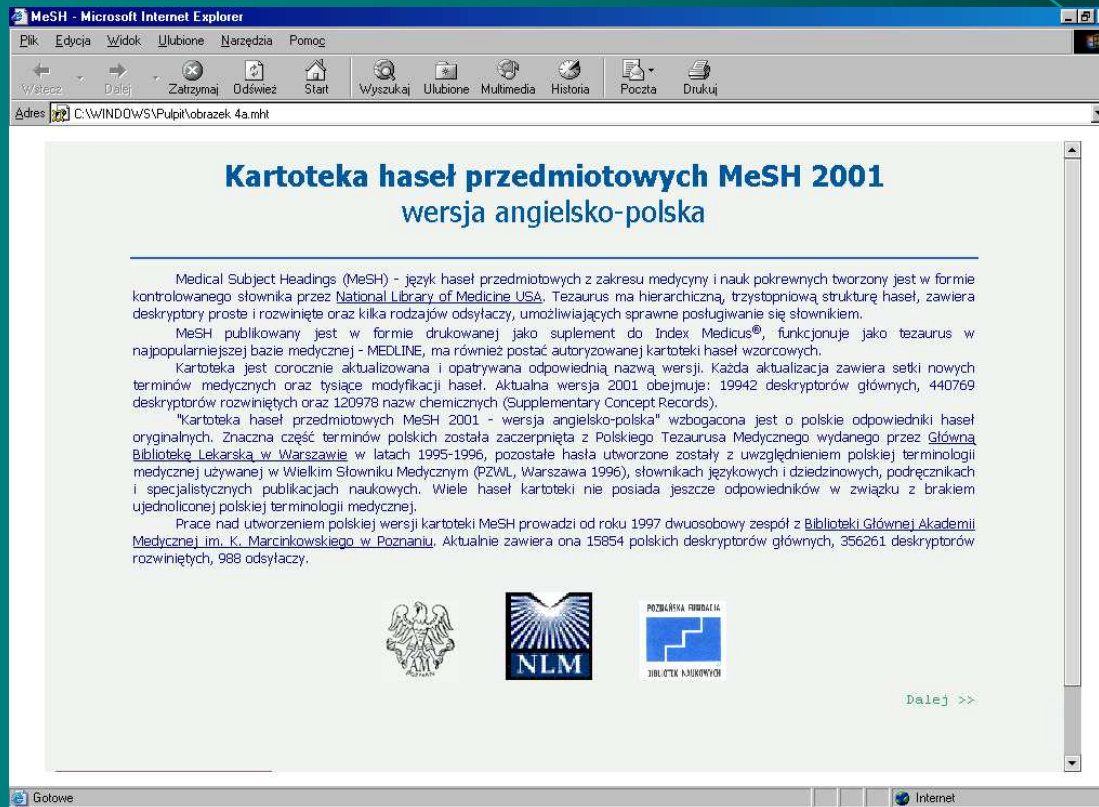 MeSH - Microsoft Internet Explorer
Plik Edycja Widok Ulubione Narzędzia Pomoc
Wstecz Dalej Zatrzymaj Odśwież Start Wyszukaj Ulubione Multimedia Historia Poczta Drukuj
Adres C:\WINDOWS\Pulpit\obrazek 4a.mht
Kartoteka haseł przedmiotowych MeSH 2001
wersja angielsko-polska
Medical Subject Headings (MeSH) - język haseł przedmiotowych z zakresu medycyny i nauk pokrewnych tworzony jest w formie
kontrolowanego słownika przez National Library of Medicine USA. Tezaurus ma hierarchiczną, trzystopniową strukturę haseł, zawiera
deskryptory proste i rozwinięte oraz kilka rodzajów odsyłaczy, umożliwiających sprawne posługiwanie się słownikiem.
MeSH publikowany jest w formie drukowanej jako suplement do Index Medicus®, funkcjonuje jako tezaurus w
najpopularniejszej bazie medycznej - MEDLINE, ma również postać autoryzowanej kartoteki haseł wzorcowych.
Kartoteka jest corocznie aktualizowana i opatrywana odpowiednią nazwą wersji. Każda aktualizacja zawiera setki nowych
terminów medycznych oraz tysiące modyfikacji haseł. Aktualna wersja 2001 obejmuje: 19942 deskryptorów głównych, 440769
deskryptorów rozwiniętych oraz 120978 nazw chemicznych (Supplementary Concept Records).
"Kartoteka haseł przedmiotowych MeSH 2001 - wersja angielsko-polska" wzbogacona jest o polskie odpowiedniki haseł
oryginalnych. Znaczna część terminów polskich została zaczerpnięta z Polskiego Tezaurusa Medycznego wydanego przez Główną
Bibliotekę Lekarską w Warszawie w latach 1995-1996, pozostałe hasła utworzone zostały z uwzględnieniem polskiej terminologii
medycznej używanej w Wielkim Słowniku Medycznym (PZWL, Warszawa 1996), słownikach językowych i dziedzinowych, podręcznikach
i specjalistycznych publikacjach naukowych. Wiele haseł kartoteki nie posiada jeszcze odpowiedników w związku z brakiem
ujednoliconej polskiej terminologii medycznej.
Prace nad utworzeniem polskiej wersji kartoteki MeSH prowadzi od roku 1997 dwuosobowy zespół z Biblioteki Głównej Akademii
Medycznej im. K. Marcinkowskiego w Poznaniu. Aktualnie zawiera ona 15854 polskich deskryptorów głównych, 356261 deskryptorów
rozwiniętych, 988 odsyłaczy.
AM
POZNAŃ
NLM
POZNAŃSKA FUNDACJA
BIBLIOTEK NAUKOWYCH
Dalej >>
Gotowe
Internet